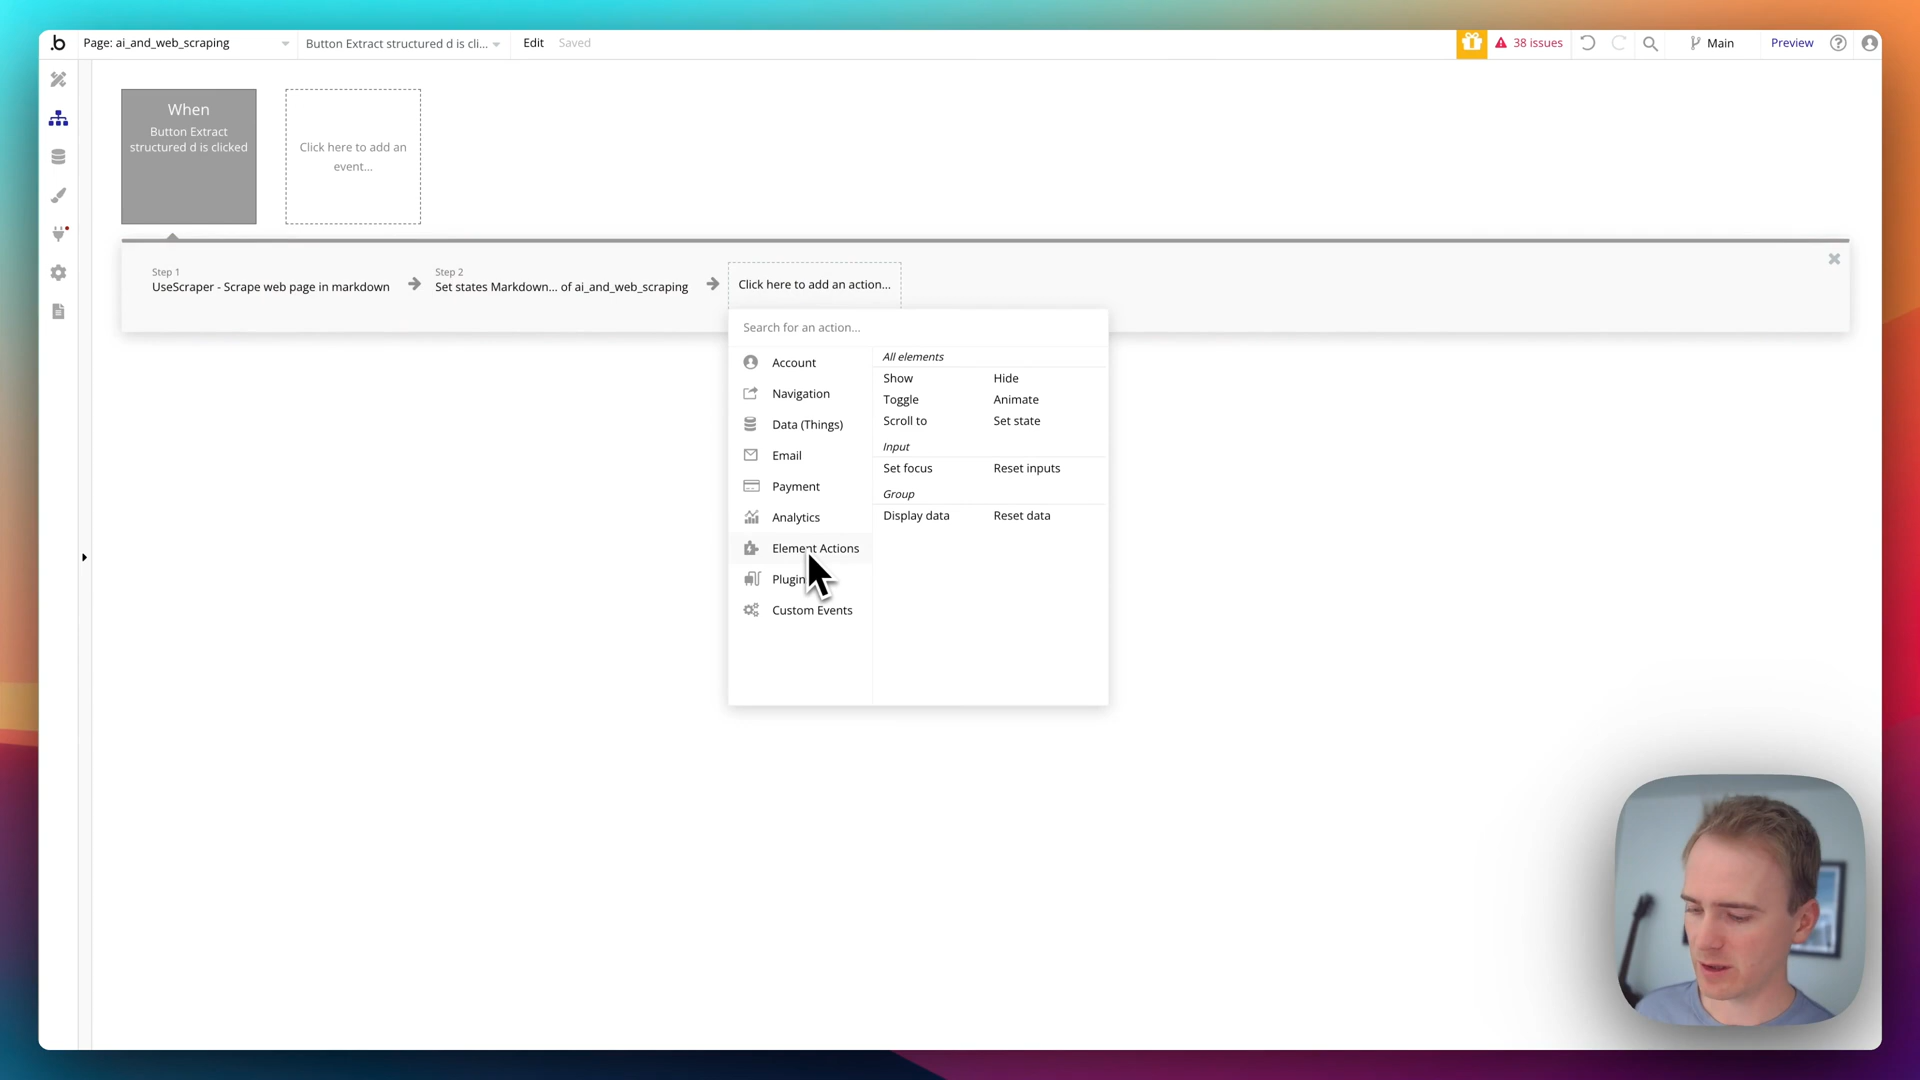 .b Page: ai_and_web_scraping Button Extract structured d is cli... Edit Saved 38 issues Main Preview
When
Button Extract
structured d is clicked
Click here to add an
event...
Step 1
UseScraper - Scrape web page in markdown
Step 2
Set states Markdown... of ai_and_web_scraping
Click here to add an action...
Search for an action...
Account
Navigation
Data (Things)
Email
Payment
Analytics
Element Actions
Plugin
Custom Events
All elements
Show Hide
Toggle Animate
Scroll to Set state
Input
Set focus Reset inputs
Group
Display data Reset data